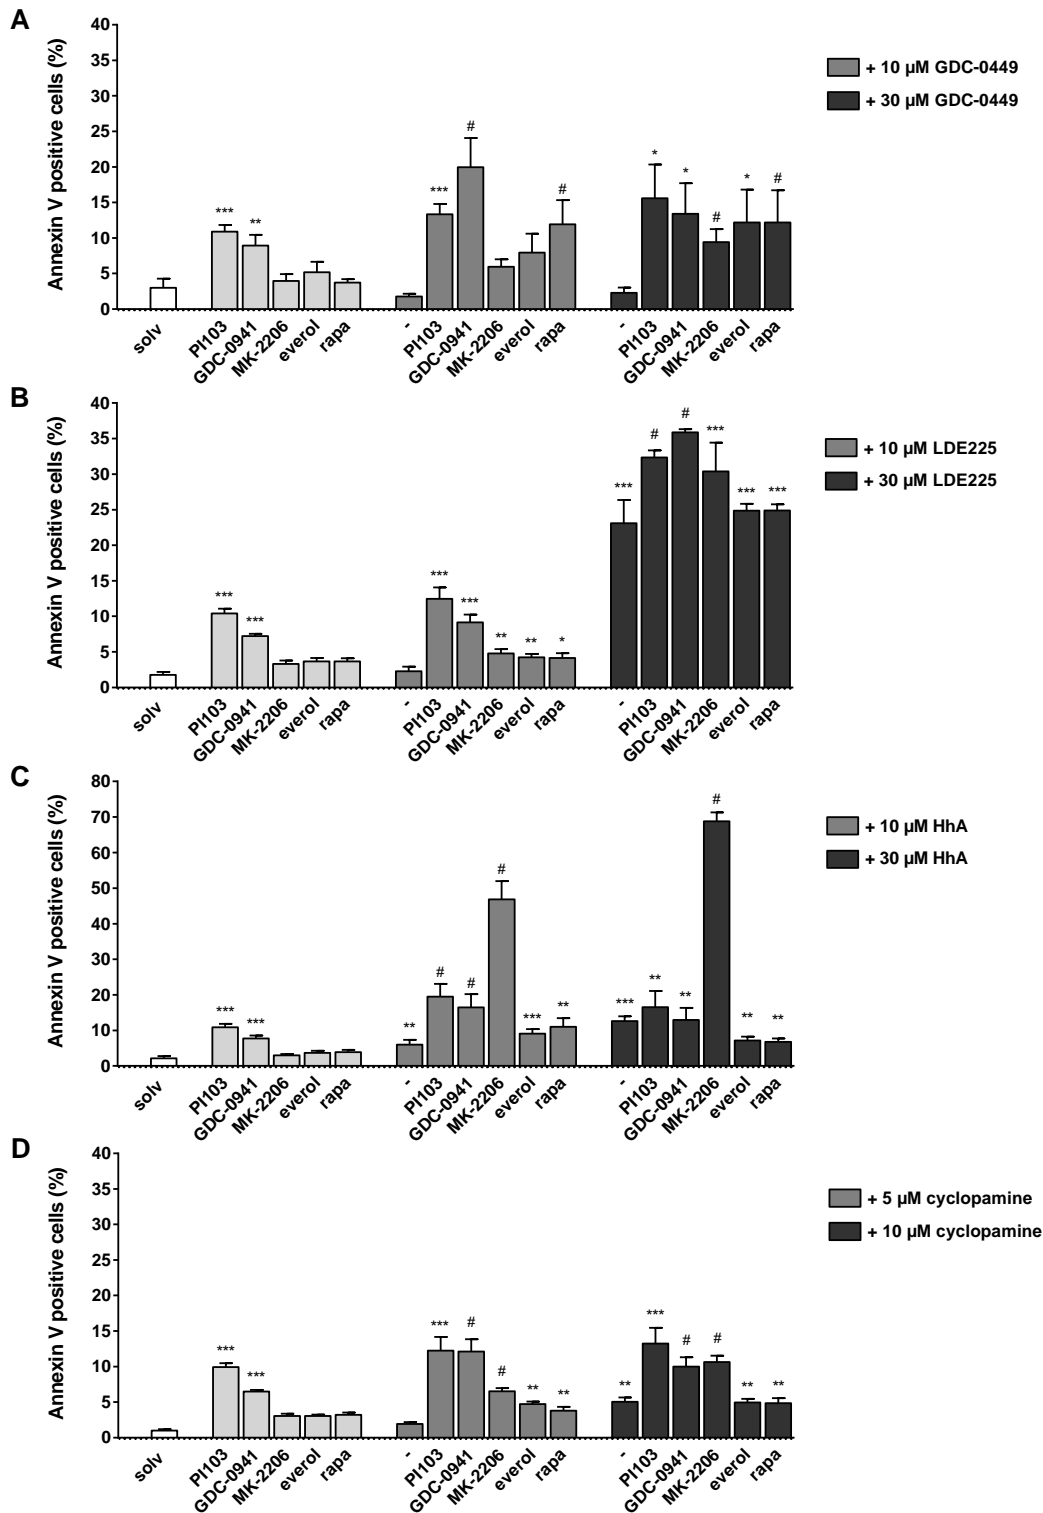 A
Annexin V positive cells (%)
40
35
30
25
20
15
10
5
0
*** ** *** # # * * # * #
solv PI103 GDC-0941 MK-2206 everol rapa - PI103 GDC-0941 MK-2206 everol rapa - PI103 GDC-0941 MK-2206 everol rapa
+ 10 µM GDC-0449
+ 30 µM GDC-0449
B
Annexin V positive cells (%)
40
35
30
25
20
15
10
5
0
*** *** *** *** ** ** * *** # # *** *** ***
solv PI103 GDC-0941 MK-2206 everol rapa - PI103 GDC-0941 MK-2206 everol rapa - PI103 GDC-0941 MK-2206 everol rapa
+ 10 µM LDE225
+ 30 µM LDE225
C
Annexin V positive cells (%)
80
70
60
50
40
30
20
10
0
*** *** ** # # # *** ** *** ** ** # ** **
solv PI103 GDC-0941 MK-2206 everol rapa - PI103 GDC-0941 MK-2206 everol rapa - PI103 GDC-0941 MK-2206 everol rapa
+ 10 µM HhA
+ 30 µM HhA
D
Annexin V positive cells (%)
40
35
30
25
20
15
10
5
0
*** *** *** # # ** ** ** *** # # ** **
solv PI103 GDC-0941 MK-2206 everol rapa - PI103 GDC-0941 MK-2206 everol rapa - PI103 GDC-0941 MK-2206 everol rapa
+ 5 µM cyclopamine
+ 10 µM cyclopamine